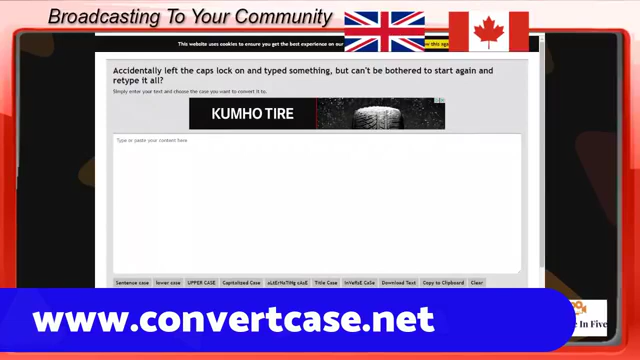 Broadcasting To Your Community
This website uses cookies to ensure you get the best experience on our
Accidentally left the caps lock on and typed something, but can't be bothered to start again and
retype it all?
Simply enter your text and choose the case you want to convert it to.
KUMHO TIRE
Type or paste your content here
Sentence case lower case UPPER CASE Capitalized Case aLtErNaTiNg cAsE Title Case InVeRsE CaSe Download Text Copy to Clipboard Clear
www.convertcase.net
In Five